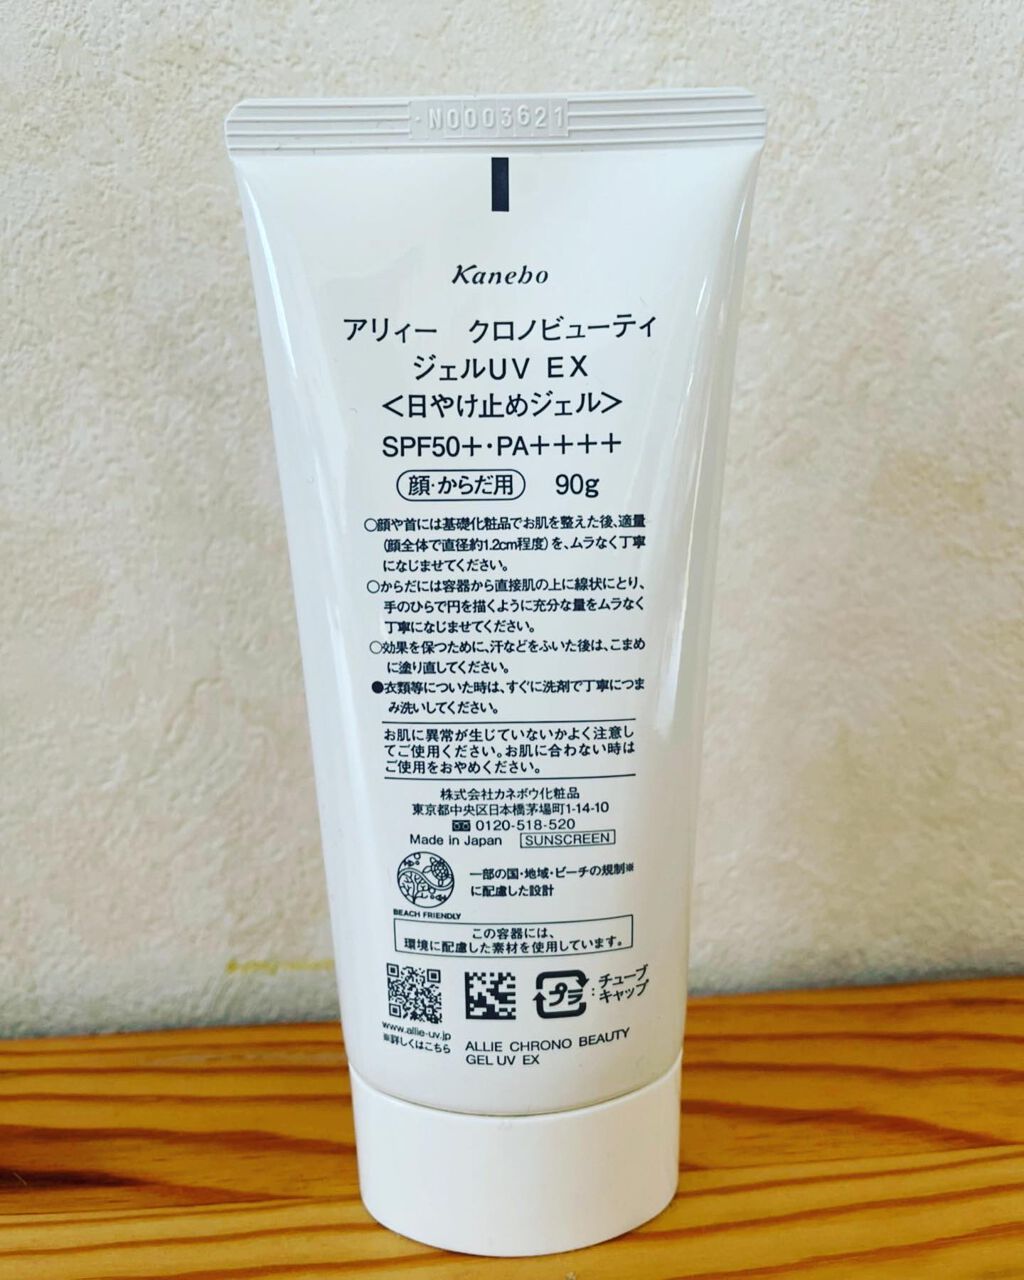 ·N0003621
Kanebo
アリィー　クロノビューティ
ジェルUV EX
＜日やけ止めジェル＞
SPF50＋・PA＋＋＋＋
顔・からだ用　90g
○顔や首には基礎化粧品でお肌を整えた後、適量
（顔全体で直径約1.2cm程度）を、ムラなく丁寧
になじませてください。
○からだには容器から直接肌の上に線状にとり、
手のひらで円を描くように充分な量をムラなく
丁寧になじませてください。
○効果を保つために、汗などをふいた後は、こまめ
に塗り直してください。
●衣類等についた時は、すぐに洗剤で丁寧につま
み洗いしてください。
お肌に異常が生じていないかよく注意し
てご使用ください。お肌に合わない時は
ご使用をおやめください。
株式会社カネボウ化粧品
東京都中央区日本橋茅場町1-14-10
0120-518-520
Made in Japan SUNSCREEN
一部の国・地域・ビーチの規制※
に配慮した設計
BEACH FRIENDLY
この容器には、
環境に配慮した素材を使用しています。
プラ：チューブ
キャップ
www.allie-uv.jp
※詳しくはこちら
ALLIE CHRONO BEAUTY
GEL UV EX